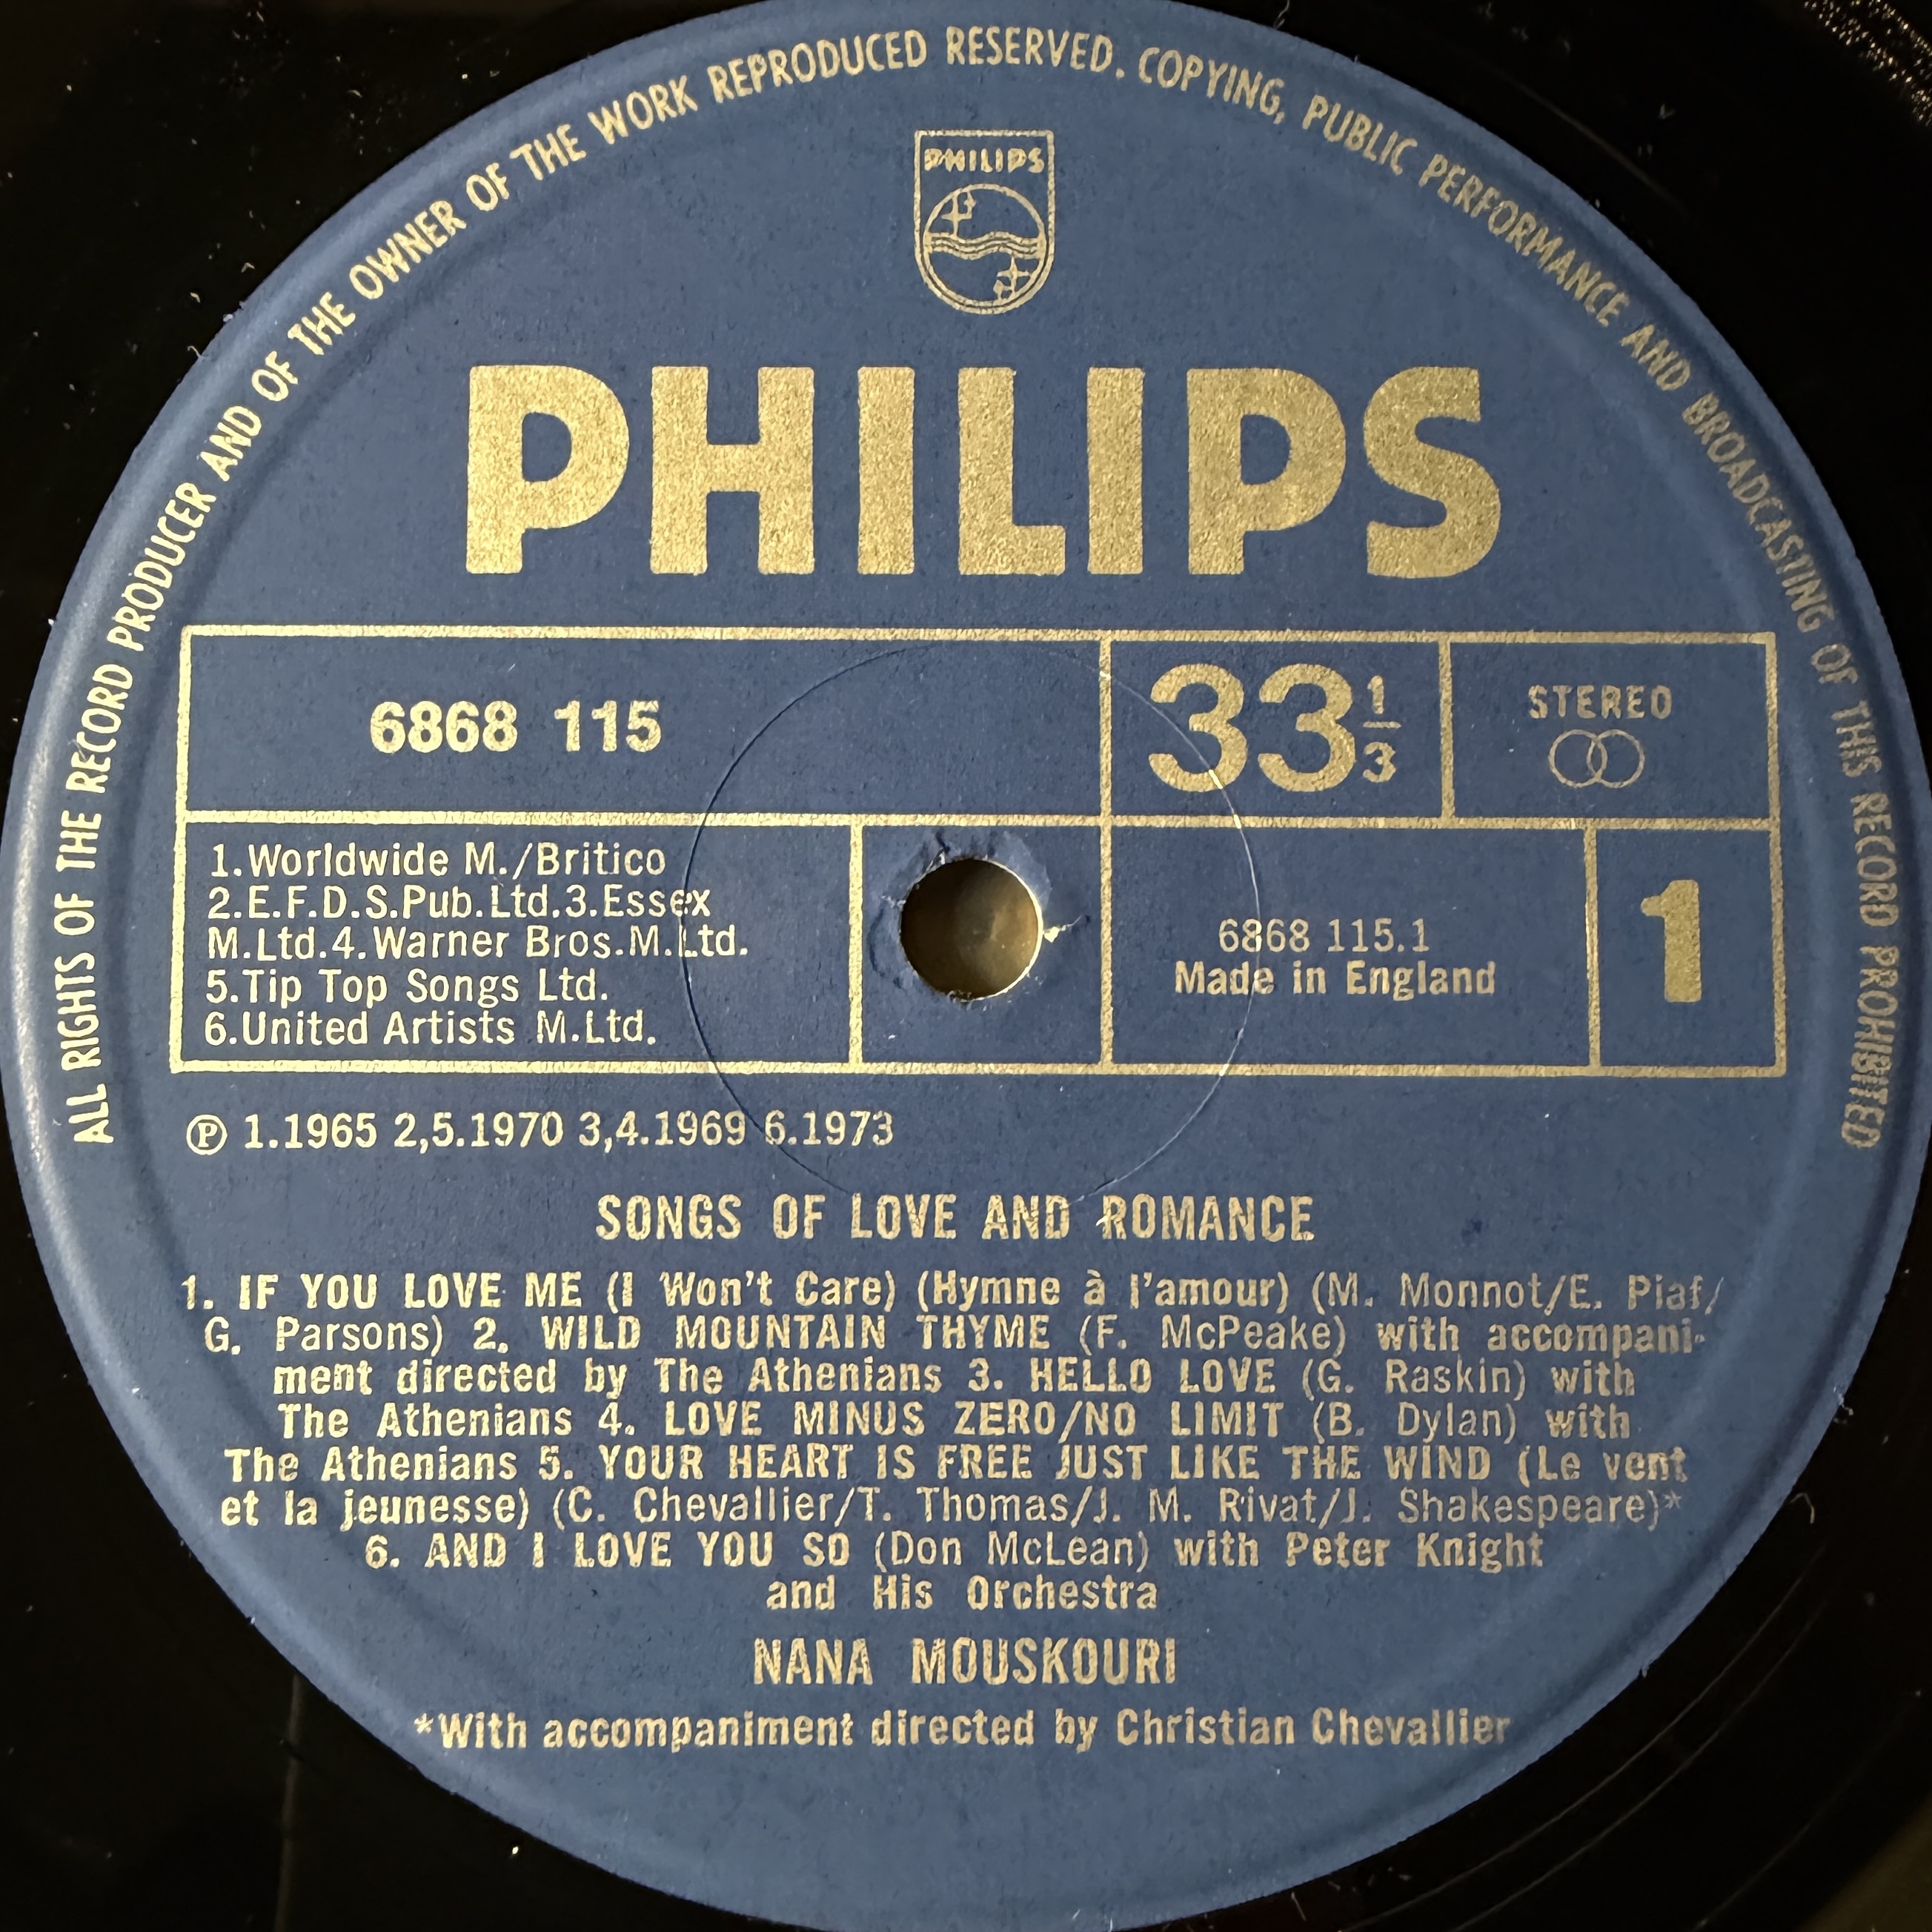 ALL RIGHTS OF THE RECORD PRODUCER AND OF THE OWNER OF THE WORK REPRODUCED RESERVED. COPYING, PUBLIC PERFORMANCE AND BROADCASTING OF THIS RECORD PROHIBITED
PHILIPS
PHILIPS
6868 115
33 1/3
STEREO
1.Worldwide M./Britico
2.E.F.D.S.Pub.Ltd.3.Essex
M.Ltd.4.Warner Bros.M.Ltd.
5.Tip Top Songs Ltd.
6.United Artists M.Ltd.
6868 115.1
Made in England
1
Ⓟ 1.1965 2,5.1970 3,4.1969 6.1973
SONGS OF LOVE AND ROMANCE
1. IF YOU LOVE ME (I Won't Care) (Hymne à l'amour) (M. Monnot/E. Piaf/
G. Parsons) 2. WILD MOUNTAIN THYME (F. McPeake) with accompani-
ment directed by The Athenians 3. HELLO LOVE (G. Raskin) with
The Athenians 4. LOVE MINUS ZERO/NO LIMIT (B. Dylan) with
The Athenians 5. YOUR HEART IS FREE JUST LIKE THE WIND (Le vent
et la jeunesse) (C. Chevallier/T. Thomas/J. M. Rivat/J. Shakespeare)*
6. AND I LOVE YOU SO (Don McLean) with Peter Knight
and His Orchestra
NANA MOUSKOURI
*With accompaniment directed by Christian Chevallier